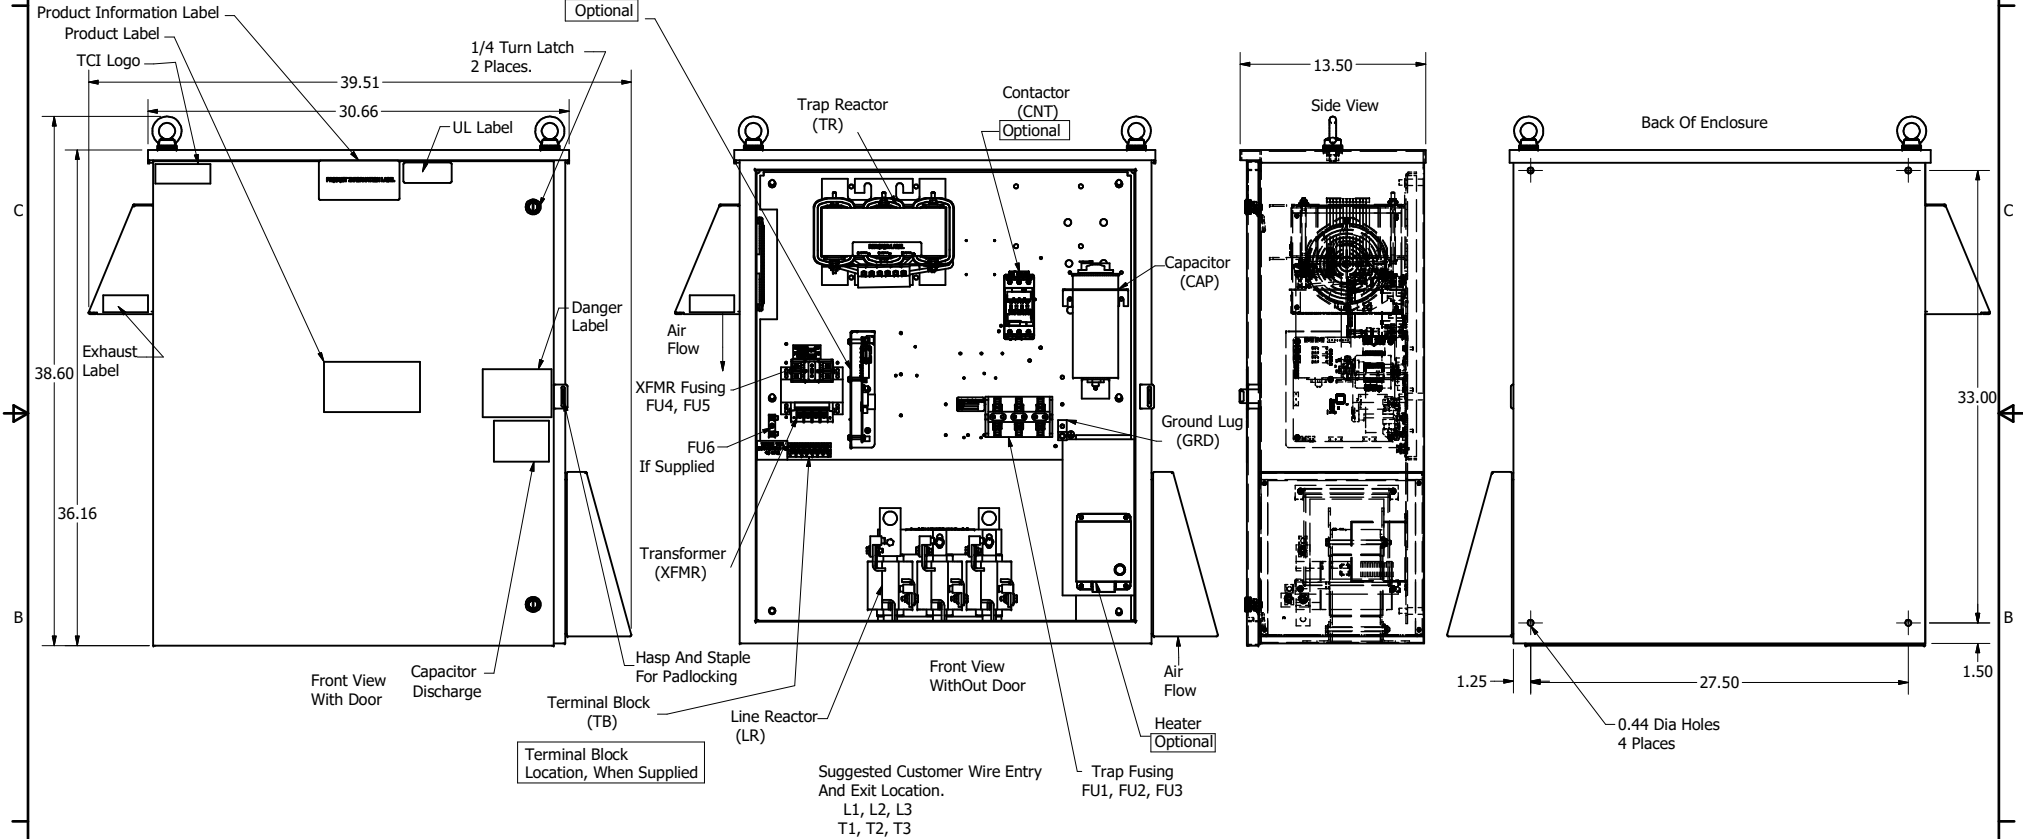 Product Information Label
Product Label
TCI Logo
39.51
30.66
UL Label
1/4 Turn Latch
2 Places.
Optional
Trap Reactor
(TR)
Contactor
(CNT)
Optional
13.50
Side View
Back Of Enclosure
C
C
PRODUCT INFORMATION LABEL
Capacitor
(CAP)
Danger
Label
Air
Flow
Exhaust
Label
38.60
XFMR Fusing
FU4, FU5
33.00
Ground Lug
(GRD)
FU6
If Supplied
36.16
Transformer
(XFMR)
B
B
Hasp And Staple
For Padlocking
Capacitor
Discharge
Front View
With Door
Front View
WithOut Door
Air
Flow
1.25
27.50
1.50
Terminal Block
(TB)
Line Reactor
(LR)
Heater
Optional
0.44 Dia Holes
4 Places
Terminal Block
Location, When Supplied
Suggested Customer Wire Entry
And Exit Location.
L1, L2, L3
T1, T2, T3
Trap Fusing
FU1, FU2, FU3